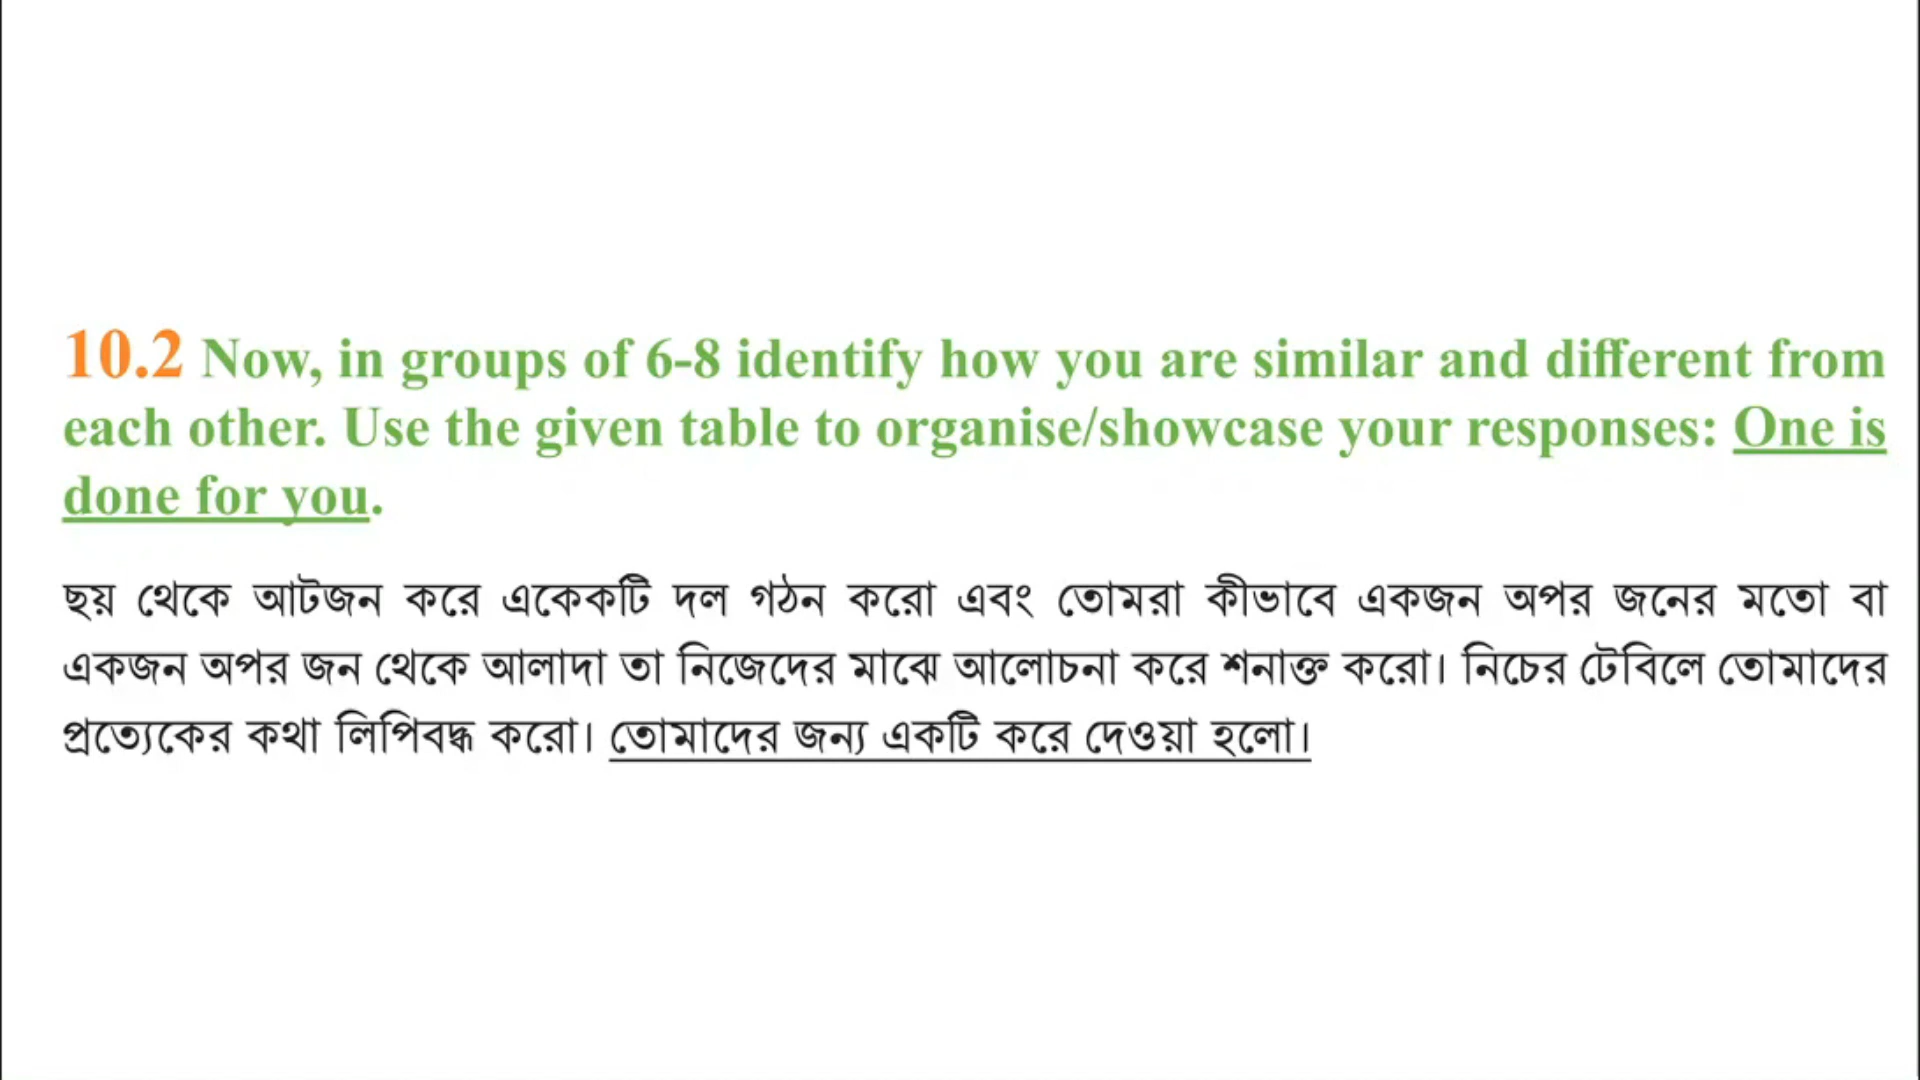 10.2 Now, in groups of 6-8 identify how you are similar and different from
each other. Use the given table to organise/showcase your responses: One is
done for you.
ছয় থেকে আটজন করে একেকটি দল গঠন করো এবং তোমরা কীভাবে একজন অপর জনের মতো বা
একজন অপর জন থেকে আলাদা তা নিজেদের মাঝে আলোচনা করে শনাক্ত করো। নিচের টেবিলে তোমাদের
প্রত্যেকের কথা লিপিবদ্ধ করো। তোমাদের জন্য একটি করে দেওয়া হলো।